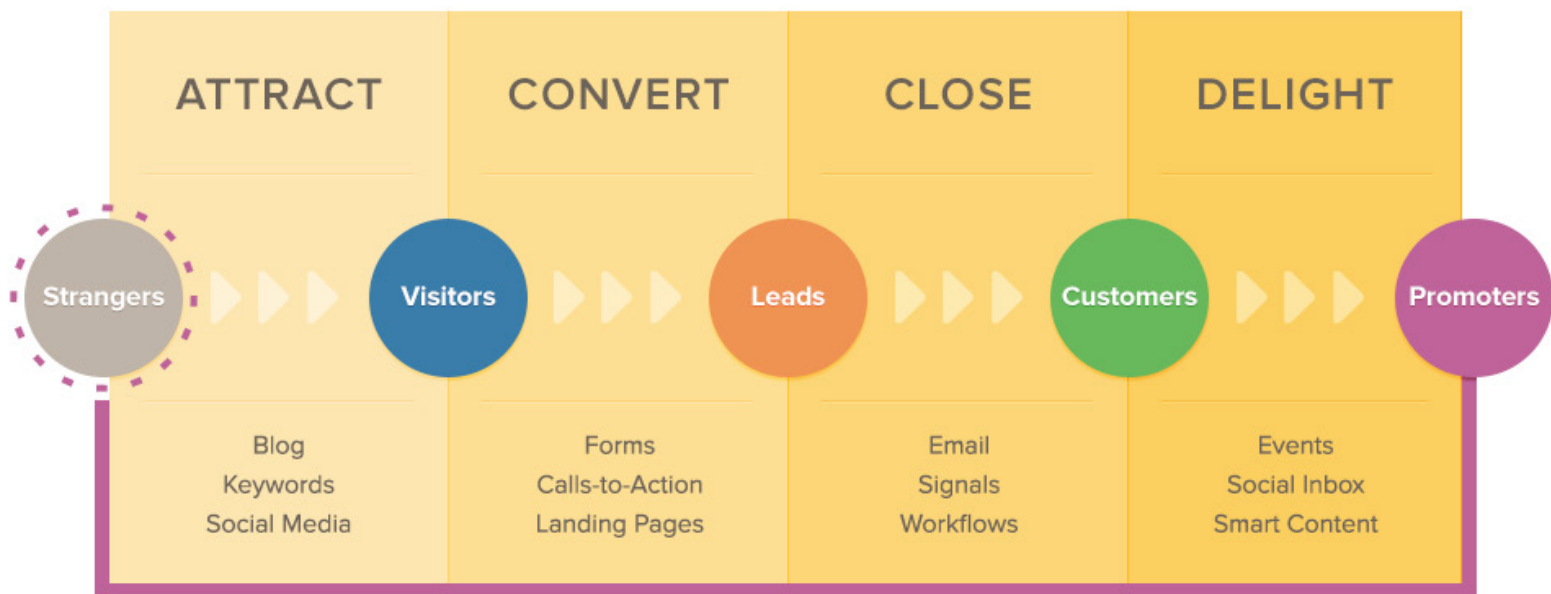 ATTRACT
CONVERT
CLOSE
DELIGHT
Strangers
Visitors
Leads
Customers
Promoters
Blog
Keywords
Social Media
Forms
Calls-to-Action
Landing Pages
Email
Signals
Workflows
Events
Social Inbox
Smart Content